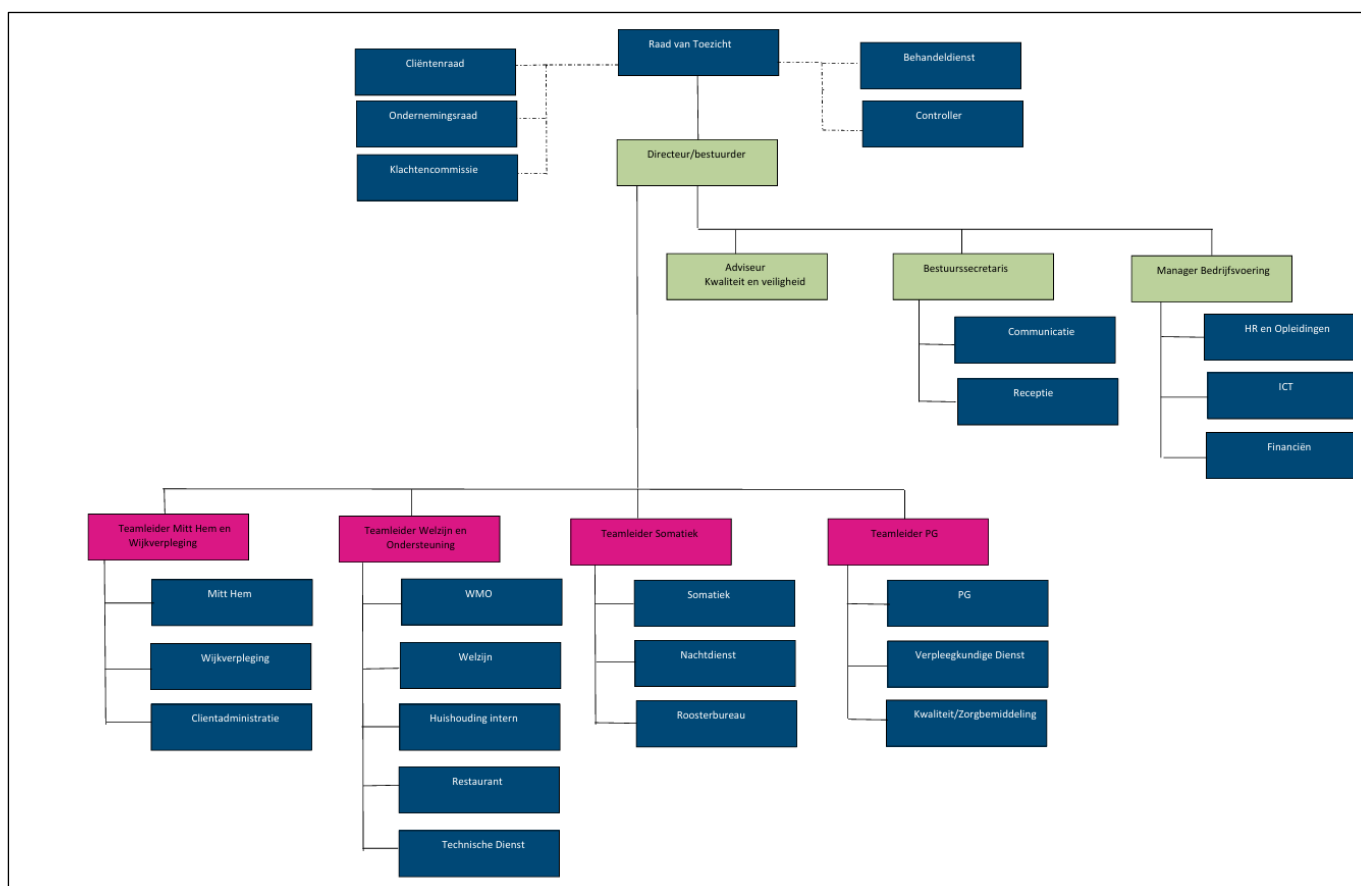 Raad van Toezicht
Cliëntenraad
Behandeldienst
Ondernemingsraad
Controller
Directeur/bestuurder
Klachtencommissie
Adviseur
Kwaliteit en veiligheid
Bestuurssecretaris
Manager Bedrijfsvoering
Communicatie
HR en Opleidingen
Receptie
ICT
Financiën
Teamleider Mitt Hem en
Wijkverpleging
Teamleider Welzijn en
Ondersteuning
Teamleider Somatiek
Teamleider PG
Mitt Hem
WMO
Somatiek
PG
Wijkverpleging
Welzijn
Nachtdienst
Verpleegkundige Dienst
Clientadministratie
Huishouding intern
Roosterbureau
Kwaliteit/Zorgbemiddeling
Restaurant
Technische Dienst